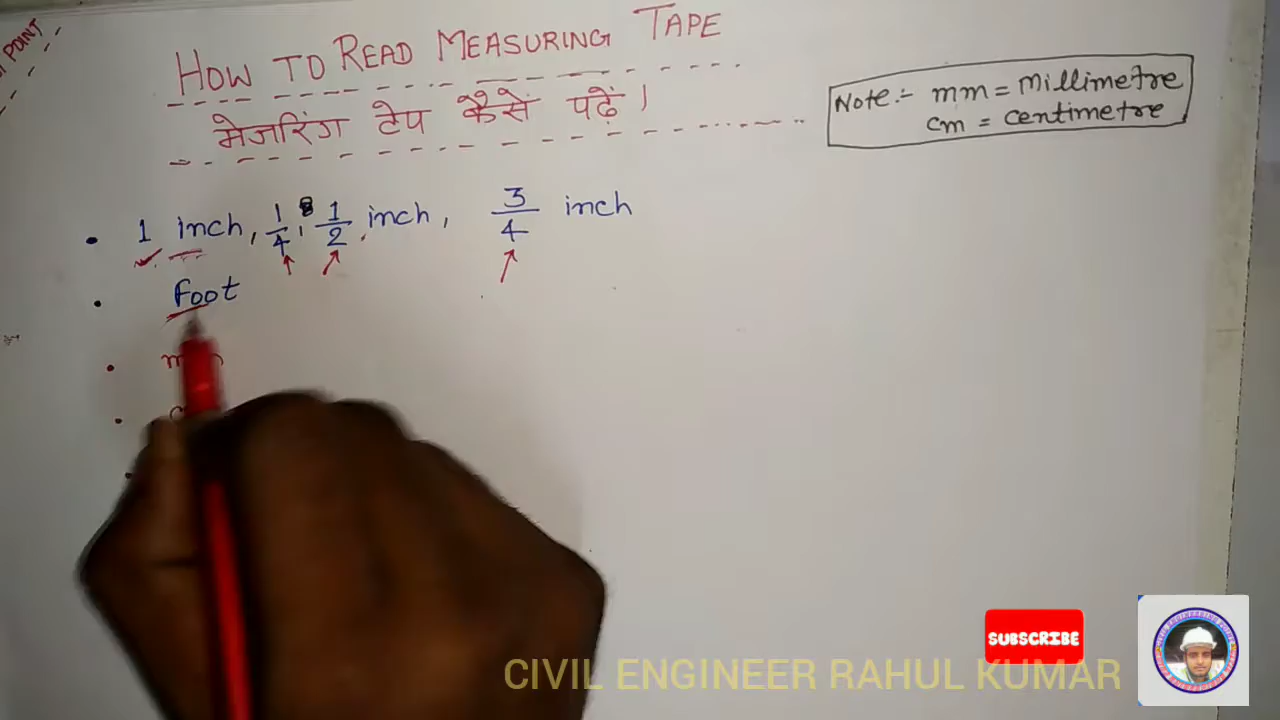 POINT
HOW TO READ MEASURING TAPE
मेजरिंग टेप कैसे पढ़ें।
Note:- mm = millimetre
cm = centimetre
• 1 inch, 1/4, 1/2 inch, 3/4 inch
• Foot
SUBSCRIBE
CIVIL ENGINEER RAHUL KUMAR